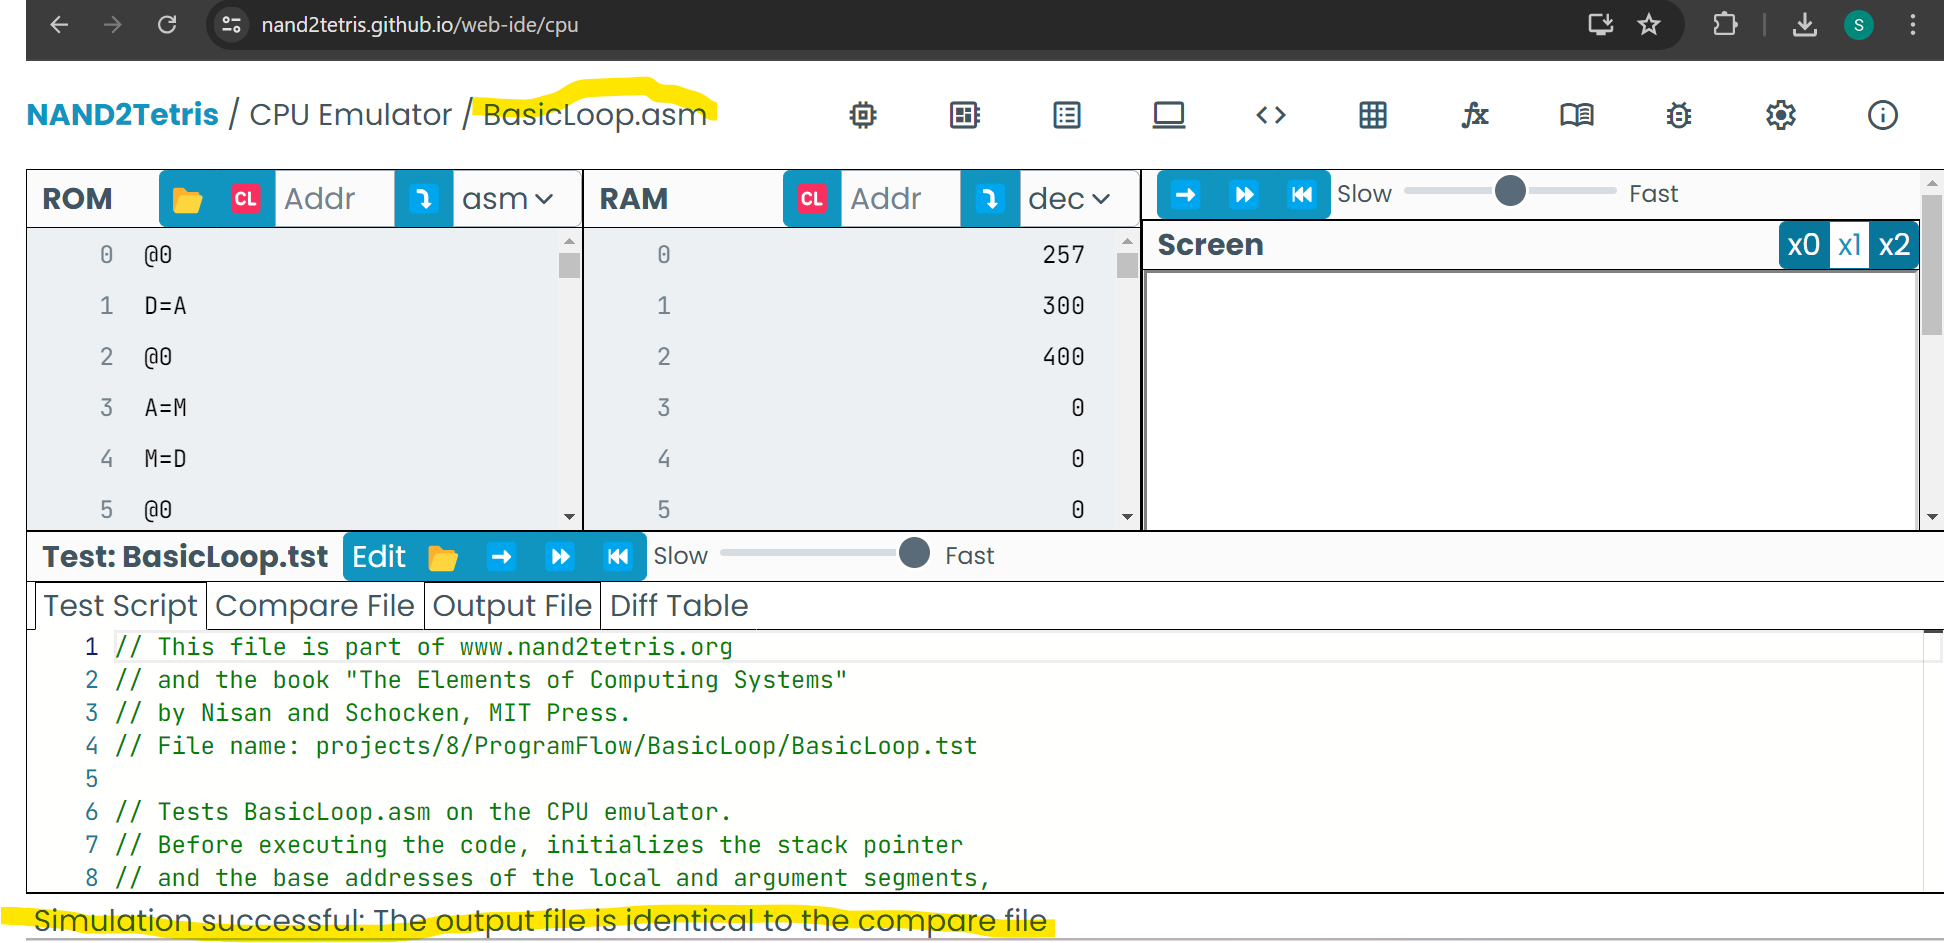 nand2tetris.github.io/web-ide/cpu
S
NAND2Tetris / CPU Emulator / BasicLoop.asm
ROM CL Addr asm
RAM CL Addr dec
Slow Fast
Screen x0 x1 x2
0 @0
1 D=A
2 @0
3 A=M
4 M=D
5 @0
0 257
1 300
2 400
3 0
4 0
5 0
Test: BasicLoop.tst Edit Slow Fast
Test Script Compare File Output File Diff Table
1 // This file is part of www.nand2tetris.org
2 // and the book "The Elements of Computing Systems"
3 // by Nisan and Schocken, MIT Press.
4 // File name: projects/8/ProgramFlow/BasicLoop/BasicLoop.tst
5
6 // Tests BasicLoop.asm on the CPU emulator.
7 // Before executing the code, initializes the stack pointer
8 // and the base addresses of the local and argument segments,
Simulation successful: The output file is identical to the compare file